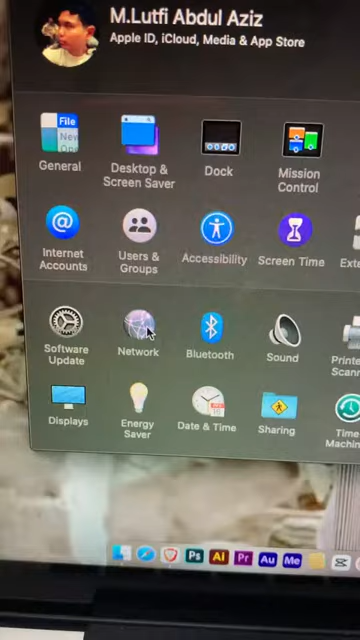 M.Lutfi Abdul Aziz
Apple ID, iCloud, Media & App Store
File
New
General
Desktop &
Screen Saver
Dock
Mission
Control
Internet
Accounts
Users &
Groups
Accessibility
Screen Time
Software
Update
Network
Bluetooth
Sound
Displays
Energy
Saver
Date & Time
Sharing
Time
Ps
Ai
Pr
Au
Me